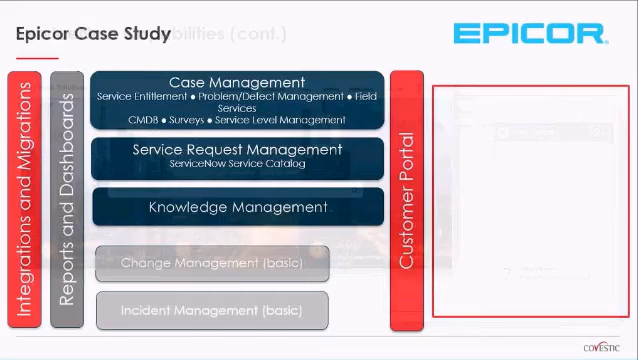 Epicor Case Study
bilities (cont.)
EPICOR
Integrations and Migrations
Reports and Dashboards
Case Management
Service Entitlement ● Problem/Defect Management ● Field
Services
CMDB ● Surveys ● Service Level Management
Service Request Management
ServiceNow Service Catalog
Knowledge Management
Change Management (basic)
Incident Management (basic)
Customer Portal
COVESTIC